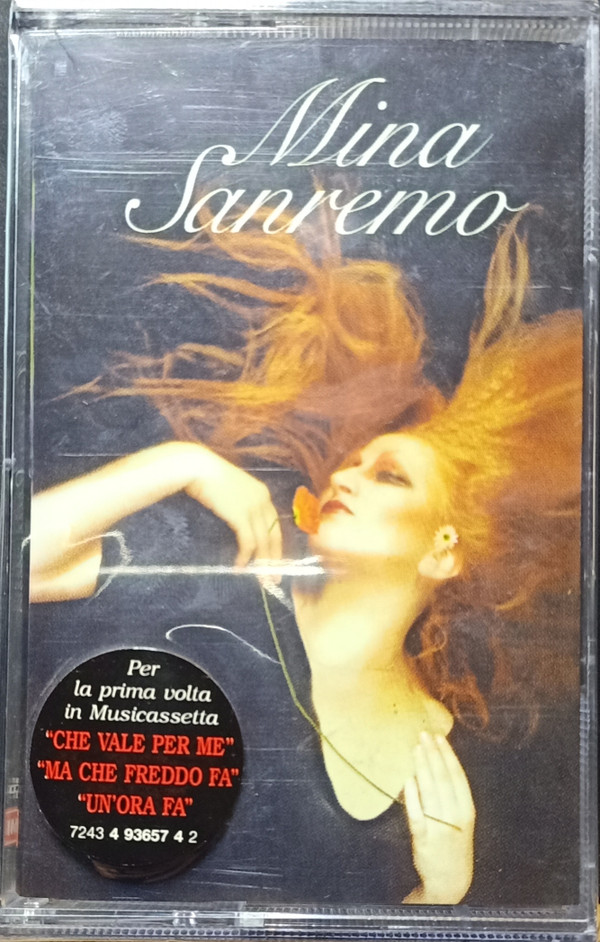 Mina
Sanremo
Per
la prima volta
in Musicassetta
"CHE VALE PER ME"
"MA CHE FREDDO FA"
"UN'ORA FA"
7243 4 93657 4 2